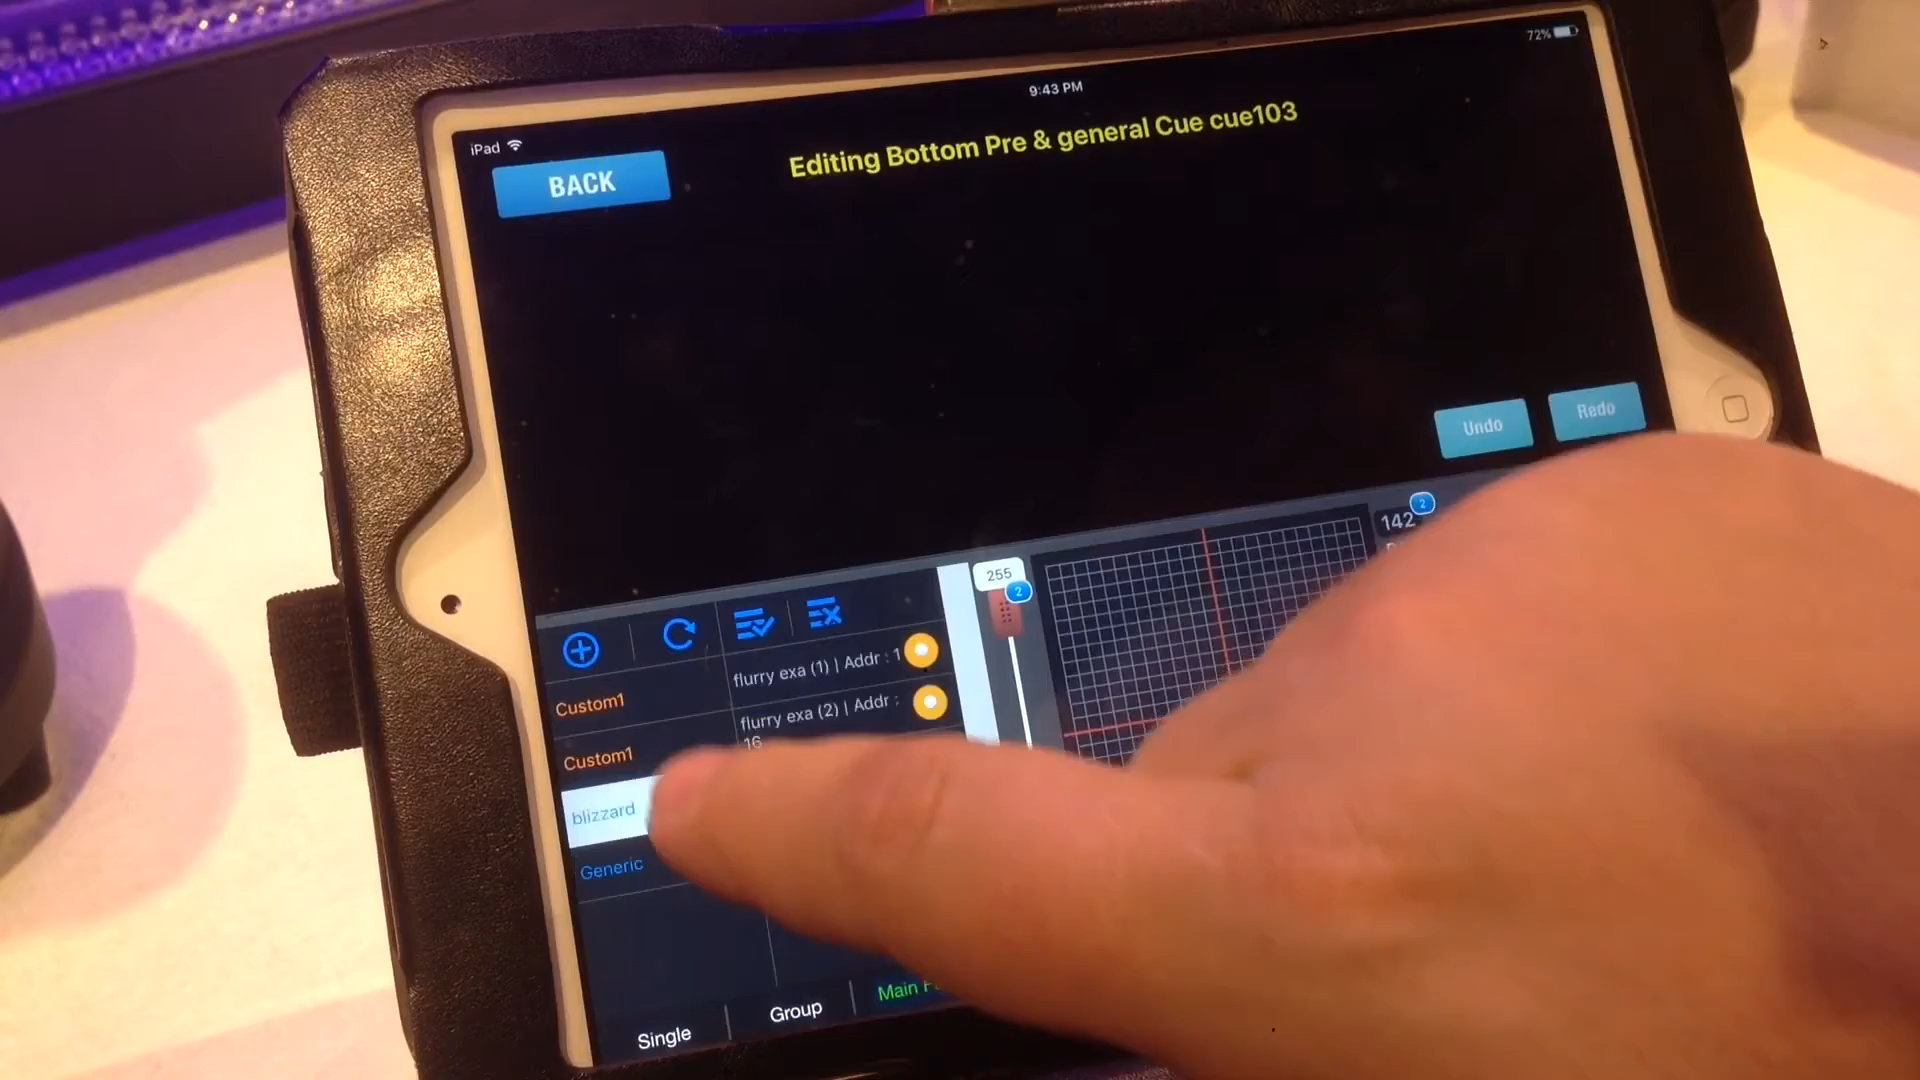 iPad
9:43 PM
72%
BACK
Editing Bottom Pre & general Cue cue103
Undo
Redo
142
2
255
2
Custom1
Custom1
blizzard
Generic
flurry exa (1) | Addr : 1
flurry exa (2) | Addr :
16
Single
Group
Main